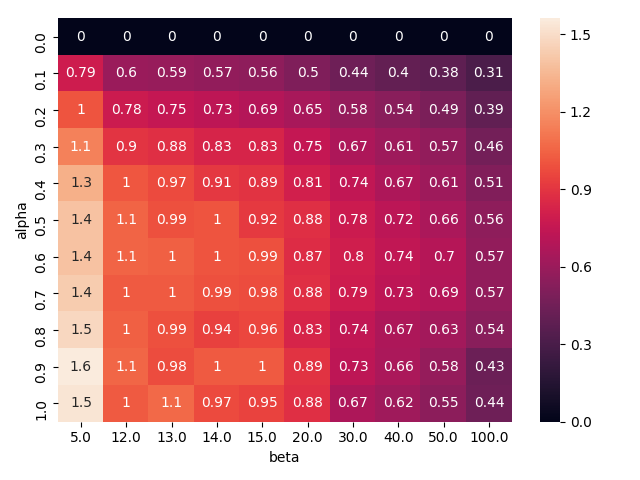 0.0 0 0 0 0 0 0 0 0 0 0
0.1 0.79 0.6 0.59 0.57 0.56 0.5 0.44 0.4 0.38 0.31
0.2 1 0.78 0.75 0.73 0.69 0.65 0.58 0.54 0.49 0.39
0.3 1.1 0.9 0.88 0.83 0.83 0.75 0.67 0.61 0.57 0.46
0.4 1.3 1 0.97 0.91 0.89 0.81 0.74 0.67 0.61 0.51
0.5 1.4 1.1 0.99 1 0.92 0.88 0.78 0.72 0.66 0.56
0.6 1.4 1.1 1 1 0.99 0.87 0.8 0.74 0.7 0.57
0.7 1.4 1 1 0.99 0.98 0.88 0.79 0.73 0.69 0.57
0.8 1.5 1 0.99 0.94 0.96 0.83 0.74 0.67 0.63 0.54
0.9 1.6 1.1 0.98 1 1 0.89 0.73 0.66 0.58 0.43
1.0 1.5 1 1.1 0.97 0.95 0.88 0.67 0.62 0.55 0.44
5.0 12.0 13.0 14.0 15.0 20.0 30.0 40.0 50.0 100.0
beta
alpha
1.5
1.2
0.9
0.6
0.3
0.0